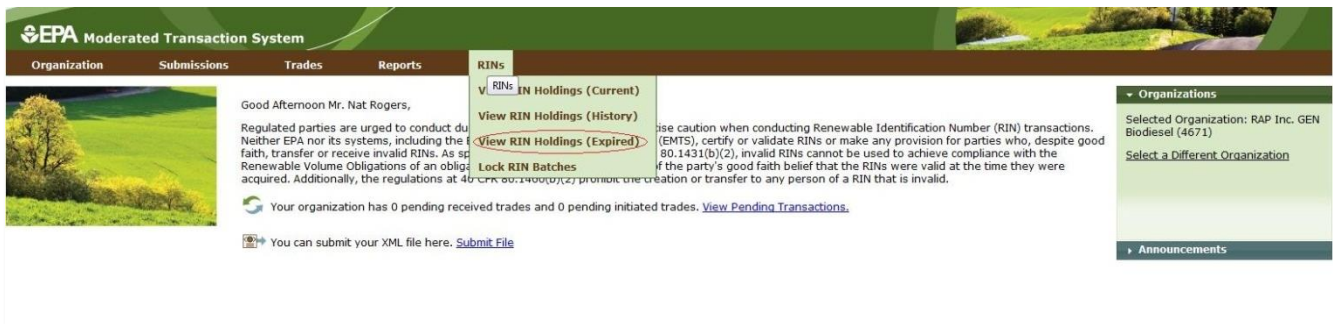 EPA Moderated Transaction System
Organization Submissions Trades Reports RINs
RINs
V IN Holdings (Current)
View RIN Holdings (History)
View RIN Holdings (Expired)
Lock RIN Batches
Good Afternoon Mr. Nat Rogers,
Regulated parties are urged to conduct du cise caution when conducting Renewable Identification Number (RIN) transactions.
Neither EPA nor its systems, including the E (EMTS), certify or validate RINs or make any provision for parties who, despite good
faith, transfer or receive invalid RINs. As sp 80.1431(b)(2), invalid RINs cannot be used to achieve compliance with the
Renewable Volume Obligations of an obliga of the party's good faith belief that the RINs were valid at the time they were
acquired. Additionally, the regulations at 40 CFR 80.1460(b)(2) prohibit the creation or transfer to any person of a RIN that is invalid.
Your organization has 0 pending received trades and 0 pending initiated trades. View Pending Transactions.
You can submit your XML file here. Submit File
Organizations
Selected Organization: RAP Inc. GEN
Biodiesel (4671)
Select a Different Organization
Announcements